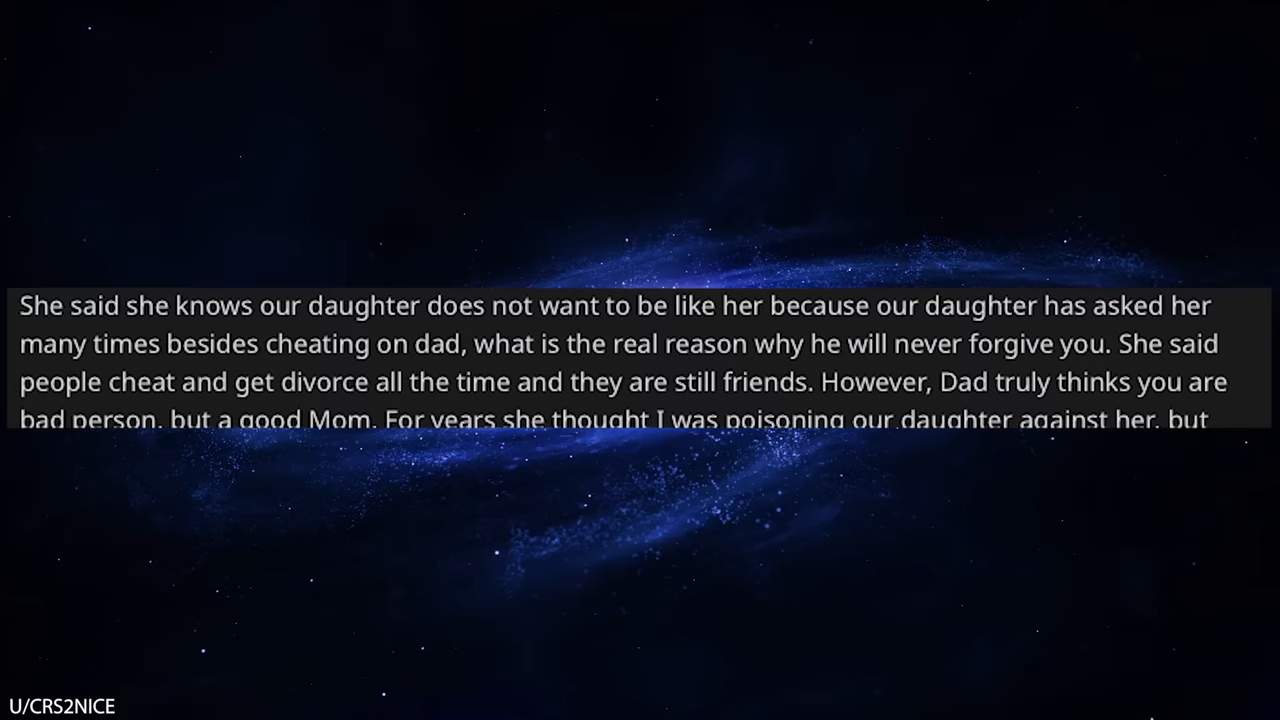 She said she knows our daughter does not want to be like her because our daughter has asked her
many times besides cheating on dad, what is the real reason why he will never forgive you. She said
people cheat and get divorce all the time and they are still friends. However, Dad truly thinks you are
bad person, but a good Mom. For years she thought I was poisoning our daughter against her, but
U/CRS2NICE